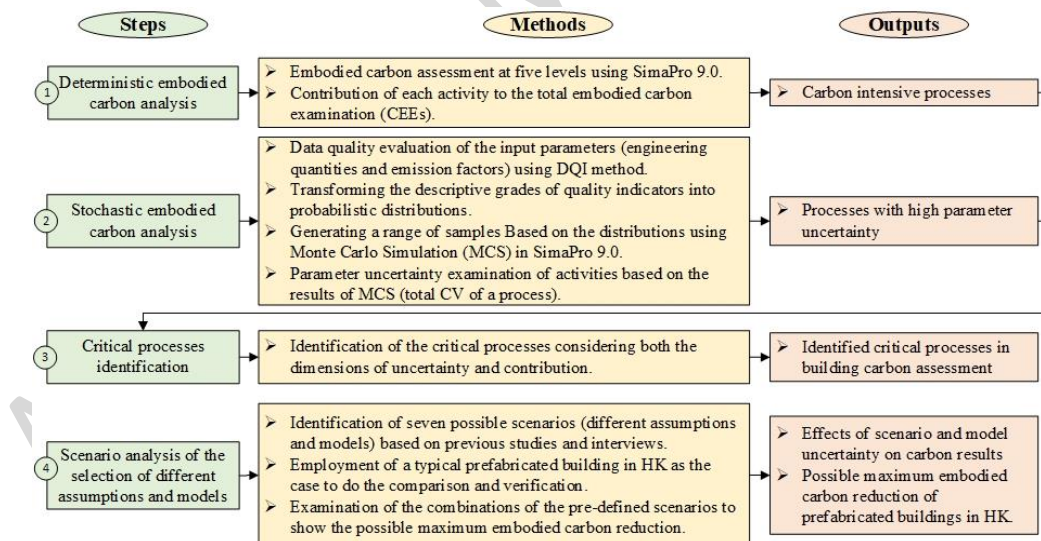 Steps
Methods
Outputs
1
Deterministic embodied
carbon analysis
➢ Embodied carbon assessment at five levels using SimaPro 9.0.
➢ Contribution of each activity to the total embodied carbon
examination (CEEs).
➢ Carbon intensive processes
2
Stochastic embodied
carbon analysis
➢ Data quality evaluation of the input parameters (engineering
quantities and emission factors) using DQI method.
➢ Transforming the descriptive grades of quality indicators into
probabilistic distributions.
➢ Generating a range of samples Based on the distributions using
Monte Carlo Simulation (MCS) in SimaPro 9.0.
➢ Parameter uncertainty examination of activities based on the
results of MCS (total CV of a process).
➢ Processes with high parameter
uncertainty
3
Critical processes
identification
➢ Identification of the critical processes considering both the
dimensions of uncertainty and contribution.
➢ Identified critical processes in
building carbon assessment
4
Scenario analysis of the
selection of different
assumptions and models
➢ Identification of seven possible scenarios (different assumptions
and models) based on previous studies and interviews.
➢ Employment of a typical prefabricated building in HK as the
case to do the comparison and verification.
➢ Examination of the combinations of the pre-defined scenarios to
show the possible maximum embodied carbon reduction.
➢ Effects of scenario and model
uncertainty on carbon results
➢ Possible maximum embodied
carbon reduction of
prefabricated buildings in HK.